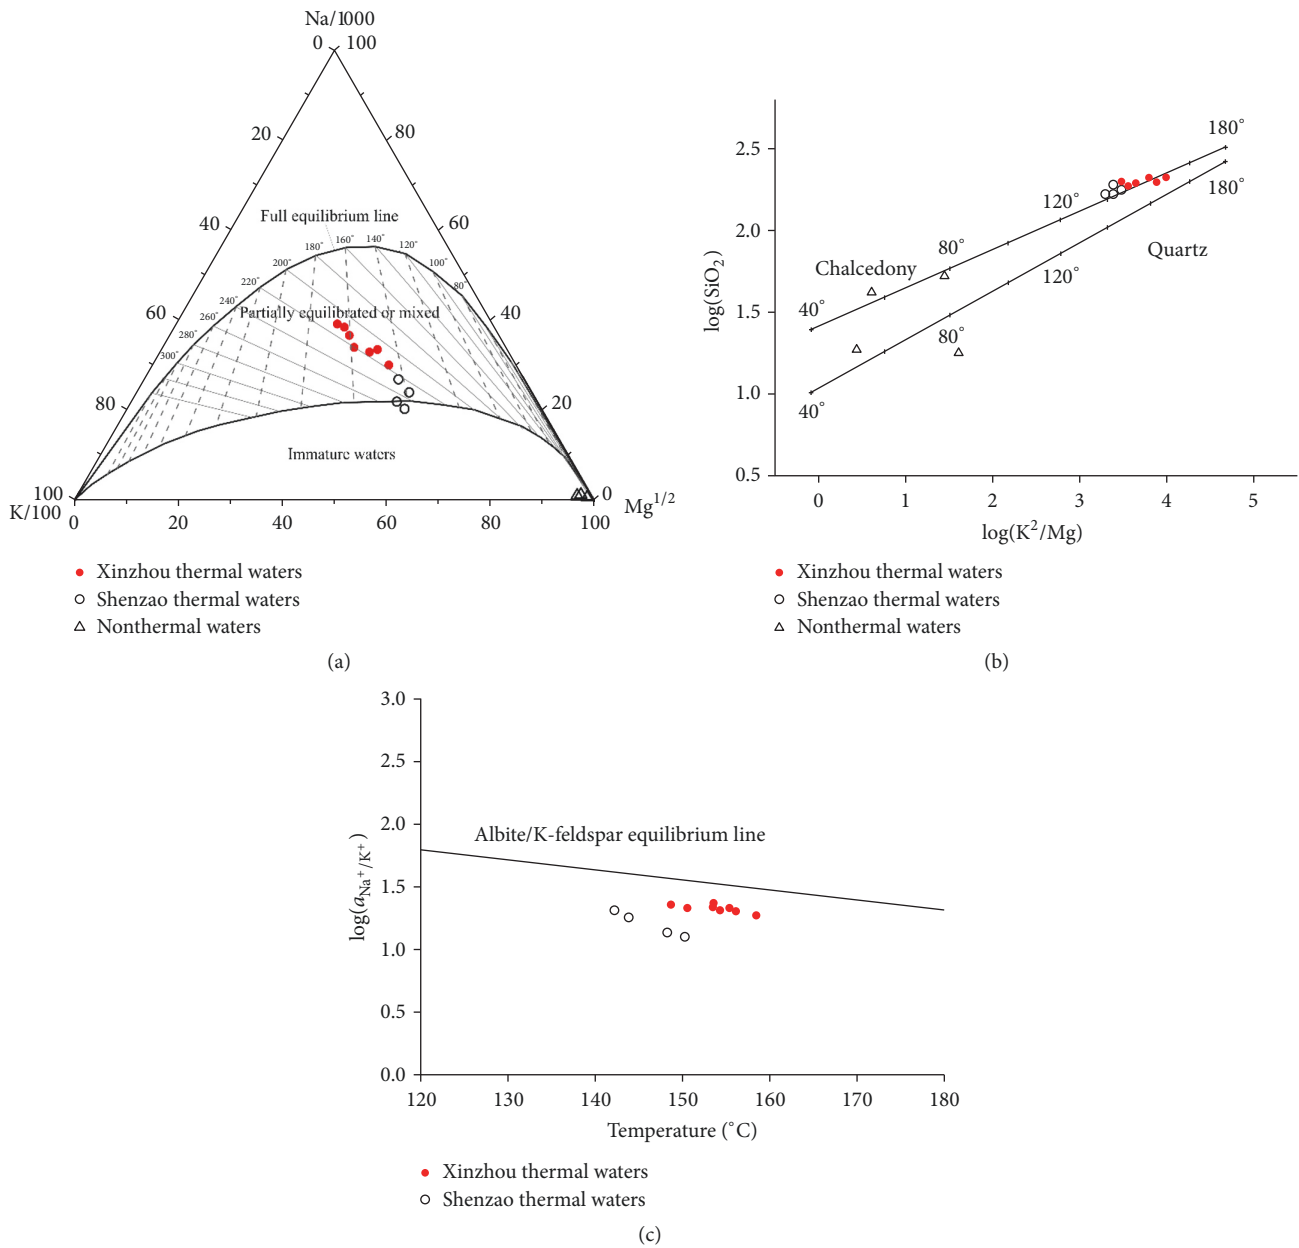 Na/1000
0 100
20 80
40 60
Full equilibrium line
180° 160° 140° 120°
200° 100°
220° 80°
240°
Partially equilibrated or mixed
260°
280°
300°
60 40
80 20
Immature waters
100 0
K/100 Mg1/2
0 20 40 60 80 100
Xinzhou thermal waters
Shenzao thermal waters
Nonthermal waters
(a)
log(SiO2)
2.5
2.0
1.5
1.0
0.5
180°
180°
120°
80°
Quartz
Chalcedony
120°
40°
80°
40°
0 1 2 3 4 5
log(K2/Mg)
Xinzhou thermal waters
Shenzao thermal waters
Nonthermal waters
(b)
log(aNa+/K+)
3.0
2.5
2.0
1.5
1.0
0.5
0.0
Albite/K-feldspar equilibrium line
120 130 140 150 160 170 180
Temperature (°C)
Xinzhou thermal waters
Shenzao thermal waters
(c)